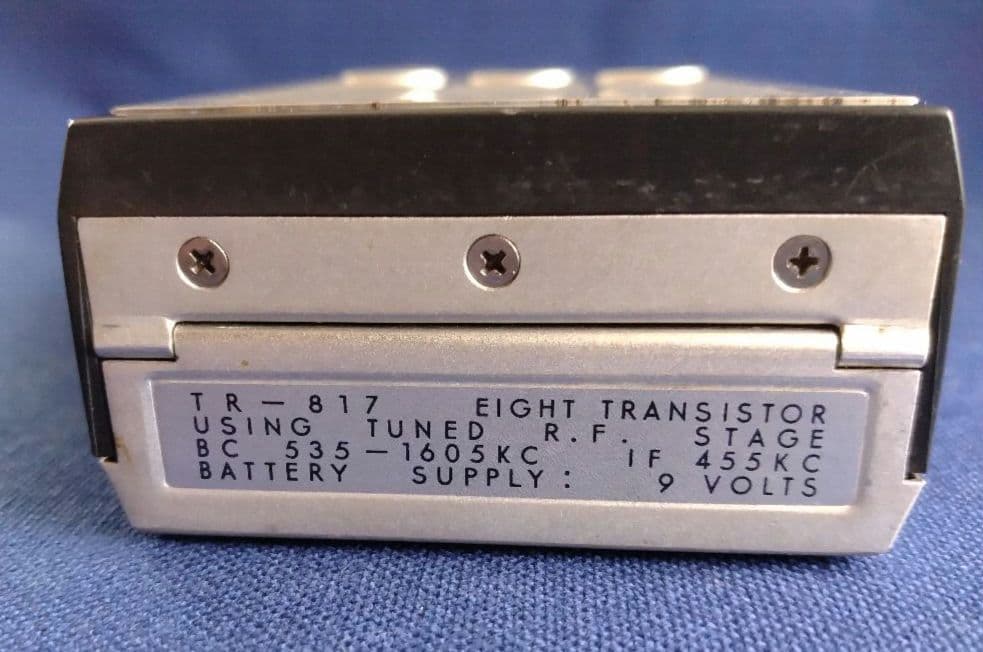 TR-817 EIGHT TRANSISTOR
USING TUNED R.F. STAGE
BC 535-1605KC IF 455KC
BATTERY SUPPLY: 9 VOLTS